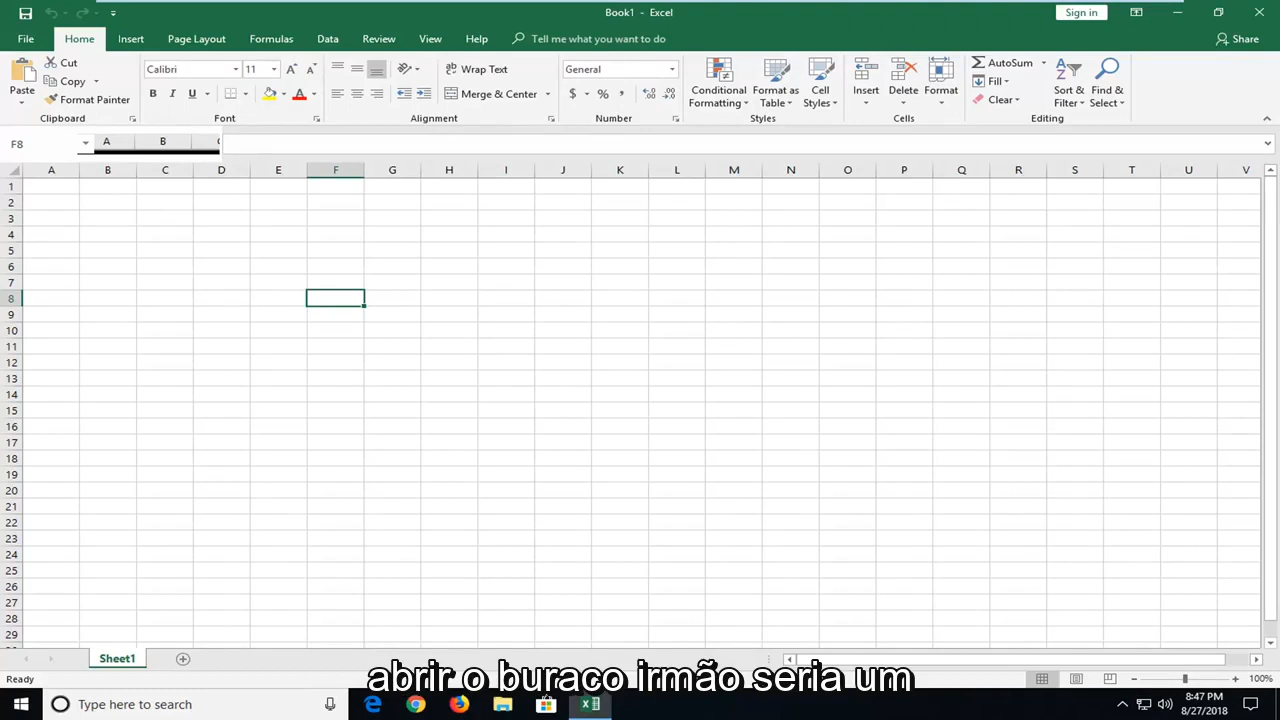 Book1 - Excel
Sign in
File Home Insert Page Layout Formulas Data Review View Help Tell me what you want to do Share
Paste
Cut
Copy
Format Painter
Clipboard
Calibri 11
B I U A
Font
Wrap Text
Merge & Center
Alignment
General
$ % ,
Number
Conditional Formatting
Format as Table
Cell Styles
Styles
Insert Delete Format
Cells
AutoSum
Fill
Clear
Sort & Filter
Find & Select
Editing
F8
A B
A B C D E F G H I J K L M N O P Q R S T U V
1
2
3
4
5
6
7
8
9
10
11
12
13
14
15
16
17
18
19
20
21
22
23
24
25
26
27
28
29
Sheet1
abrir o buraco irmão seria um
Ready
100%
Type here to search
8:47 PM
8/27/2018